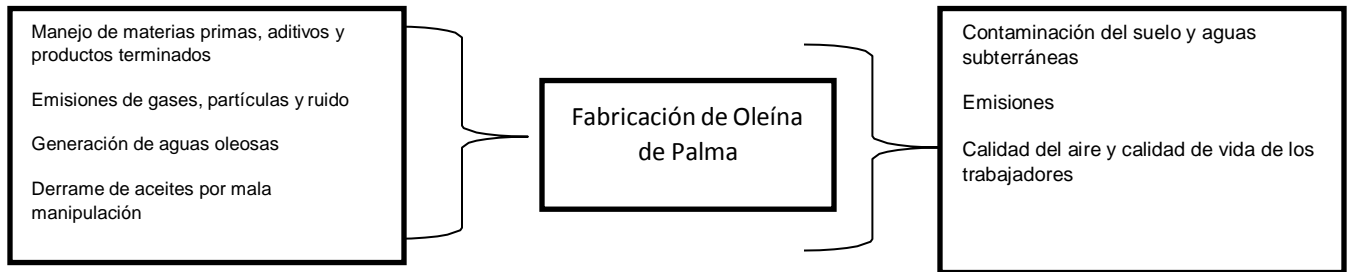 Manejo de materias primas, aditivos y
productos terminados
Emisiones de gases, partículas y ruido
Generación de aguas oleosas
Derrame de aceites por mala
manipulación
Fabricación de Oleína
de Palma
Contaminación del suelo y aguas
subterráneas
Emisiones
Calidad del aire y calidad de vida de los
trabajadores